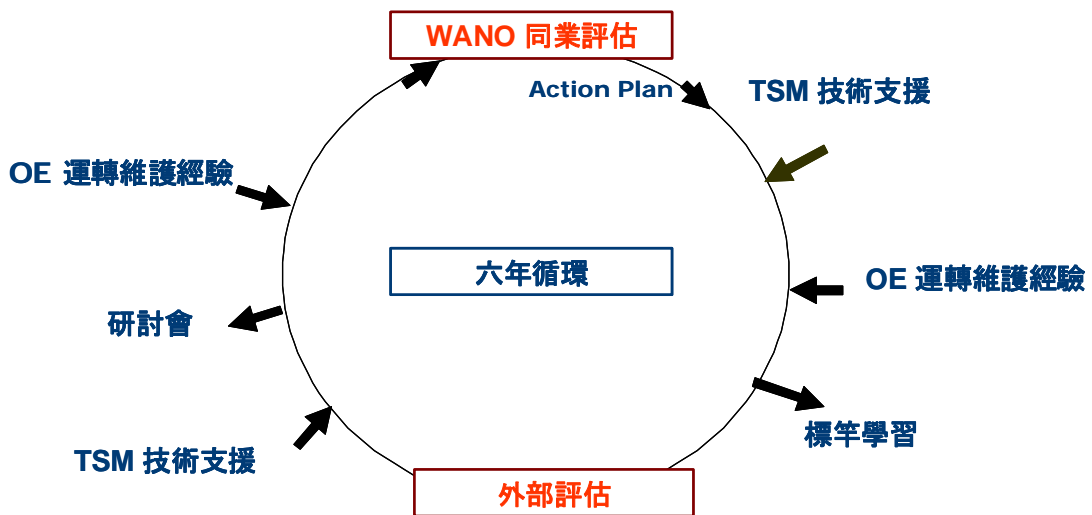 WANO 同業評估
Action Plan
TSM 技術支援
OE 運轉維護經驗
六年循環
OE 運轉維護經驗
研討會
標竿學習
TSM 技術支援
外部評估